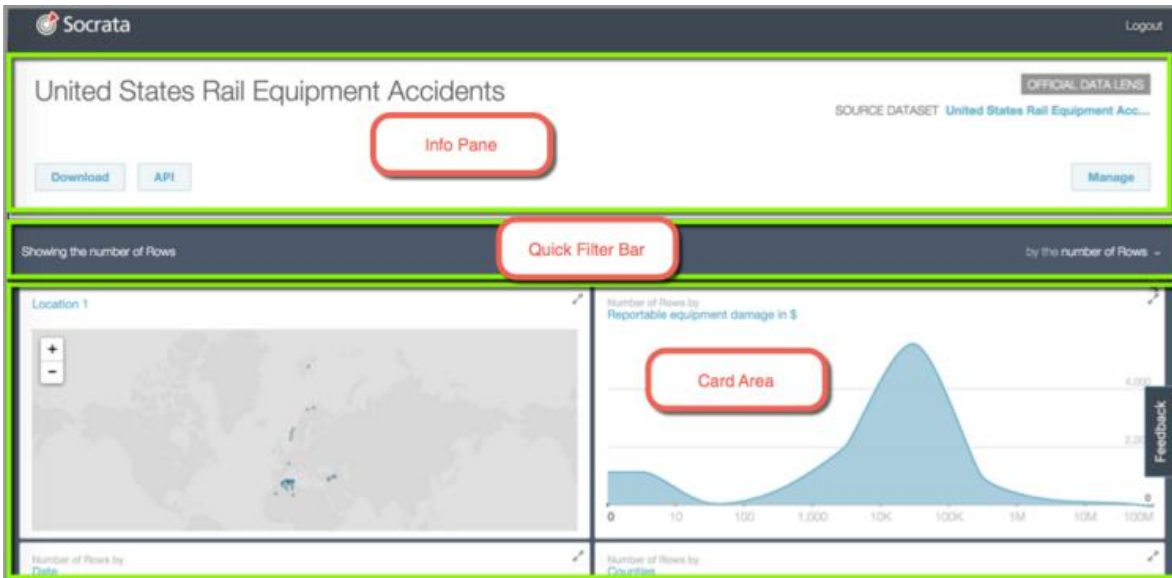 Socrata
Logout
United States Rail Equipment Accidents
OFFICIAL DATA LENS
SOURCE DATASET United States Rail Equipment Acc...
Info Pane
Download
API
Manage
Showing the number of Rows
Quick Filter Bar
by the number of Rows
Location 1
+
-
Number of Rows by
Reportable equipment damage in $
Card Area
4,000
2,00
0
Feedback
0 10 100 1,000 10K 100K 1M 10M 100M
Number of Rows by
Date
Number of Rows by
Counties